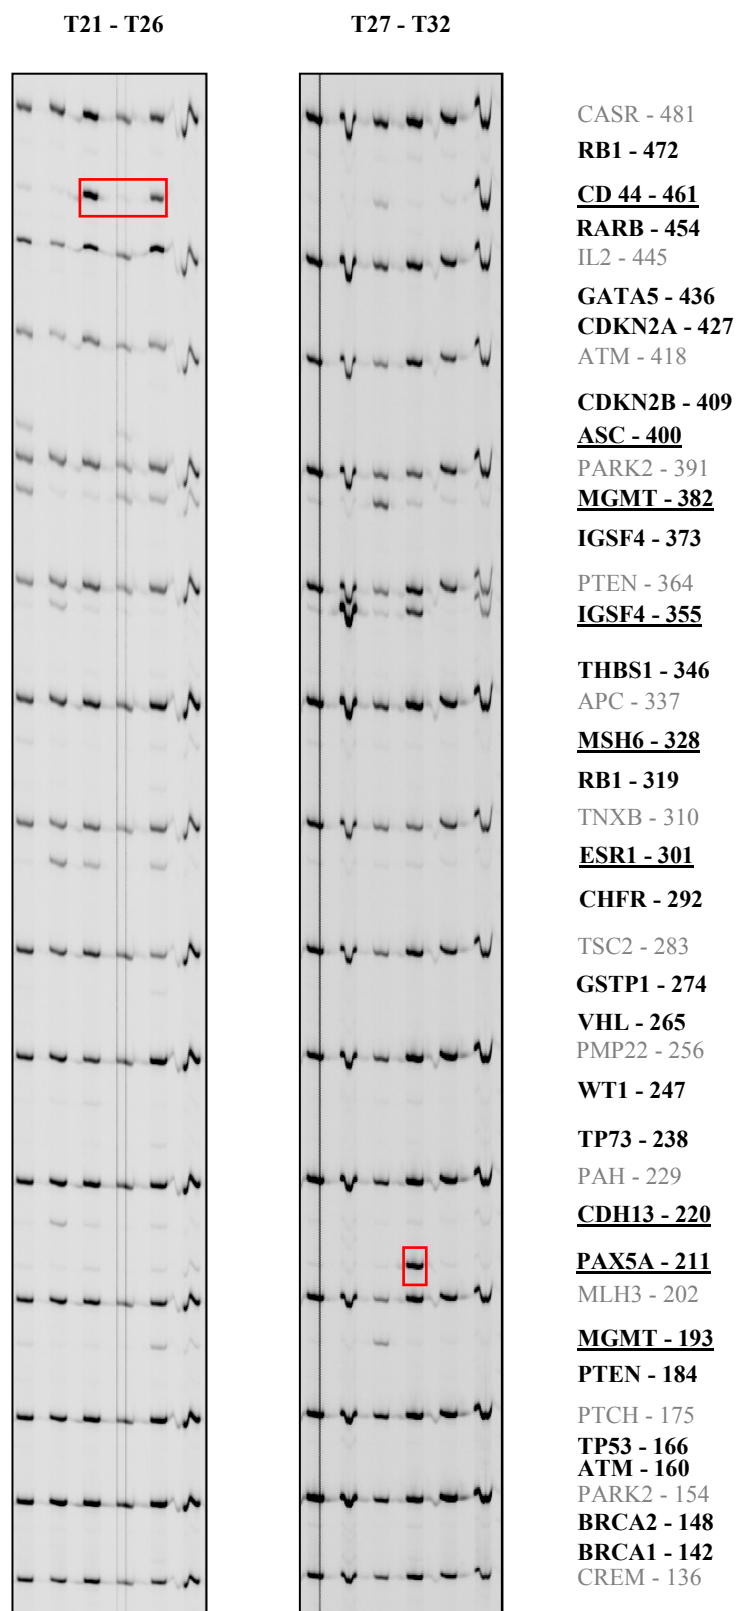 T21 - T26
T27 - T32
CASR - 481
RB1 - 472
CD 44 - 461
RARB - 454
IL2 - 445
GATA5 - 436
CDKN2A - 427
ATM - 418
CDKN2B - 409
ASC - 400
PARK2 - 391
MGMT - 382
IGSF4 - 373
PTEN - 364
IGSF4 - 355
THBS1 - 346
APC - 337
MSH6 - 328
RB1 - 319
TNXB - 310
ESR1 - 301
CHFR - 292
TSC2 - 283
GSTP1 - 274
VHL - 265
PMP22 - 256
WT1 - 247
TP73 - 238
PAH - 229
CDH13 - 220
PAX5A - 211
MLH3 - 202
MGMT - 193
PTEN - 184
PTCH - 175
TP53 - 166
ATM - 160
PARK2 - 154
BRCA2 - 148
BRCA1 - 142
CREM - 136